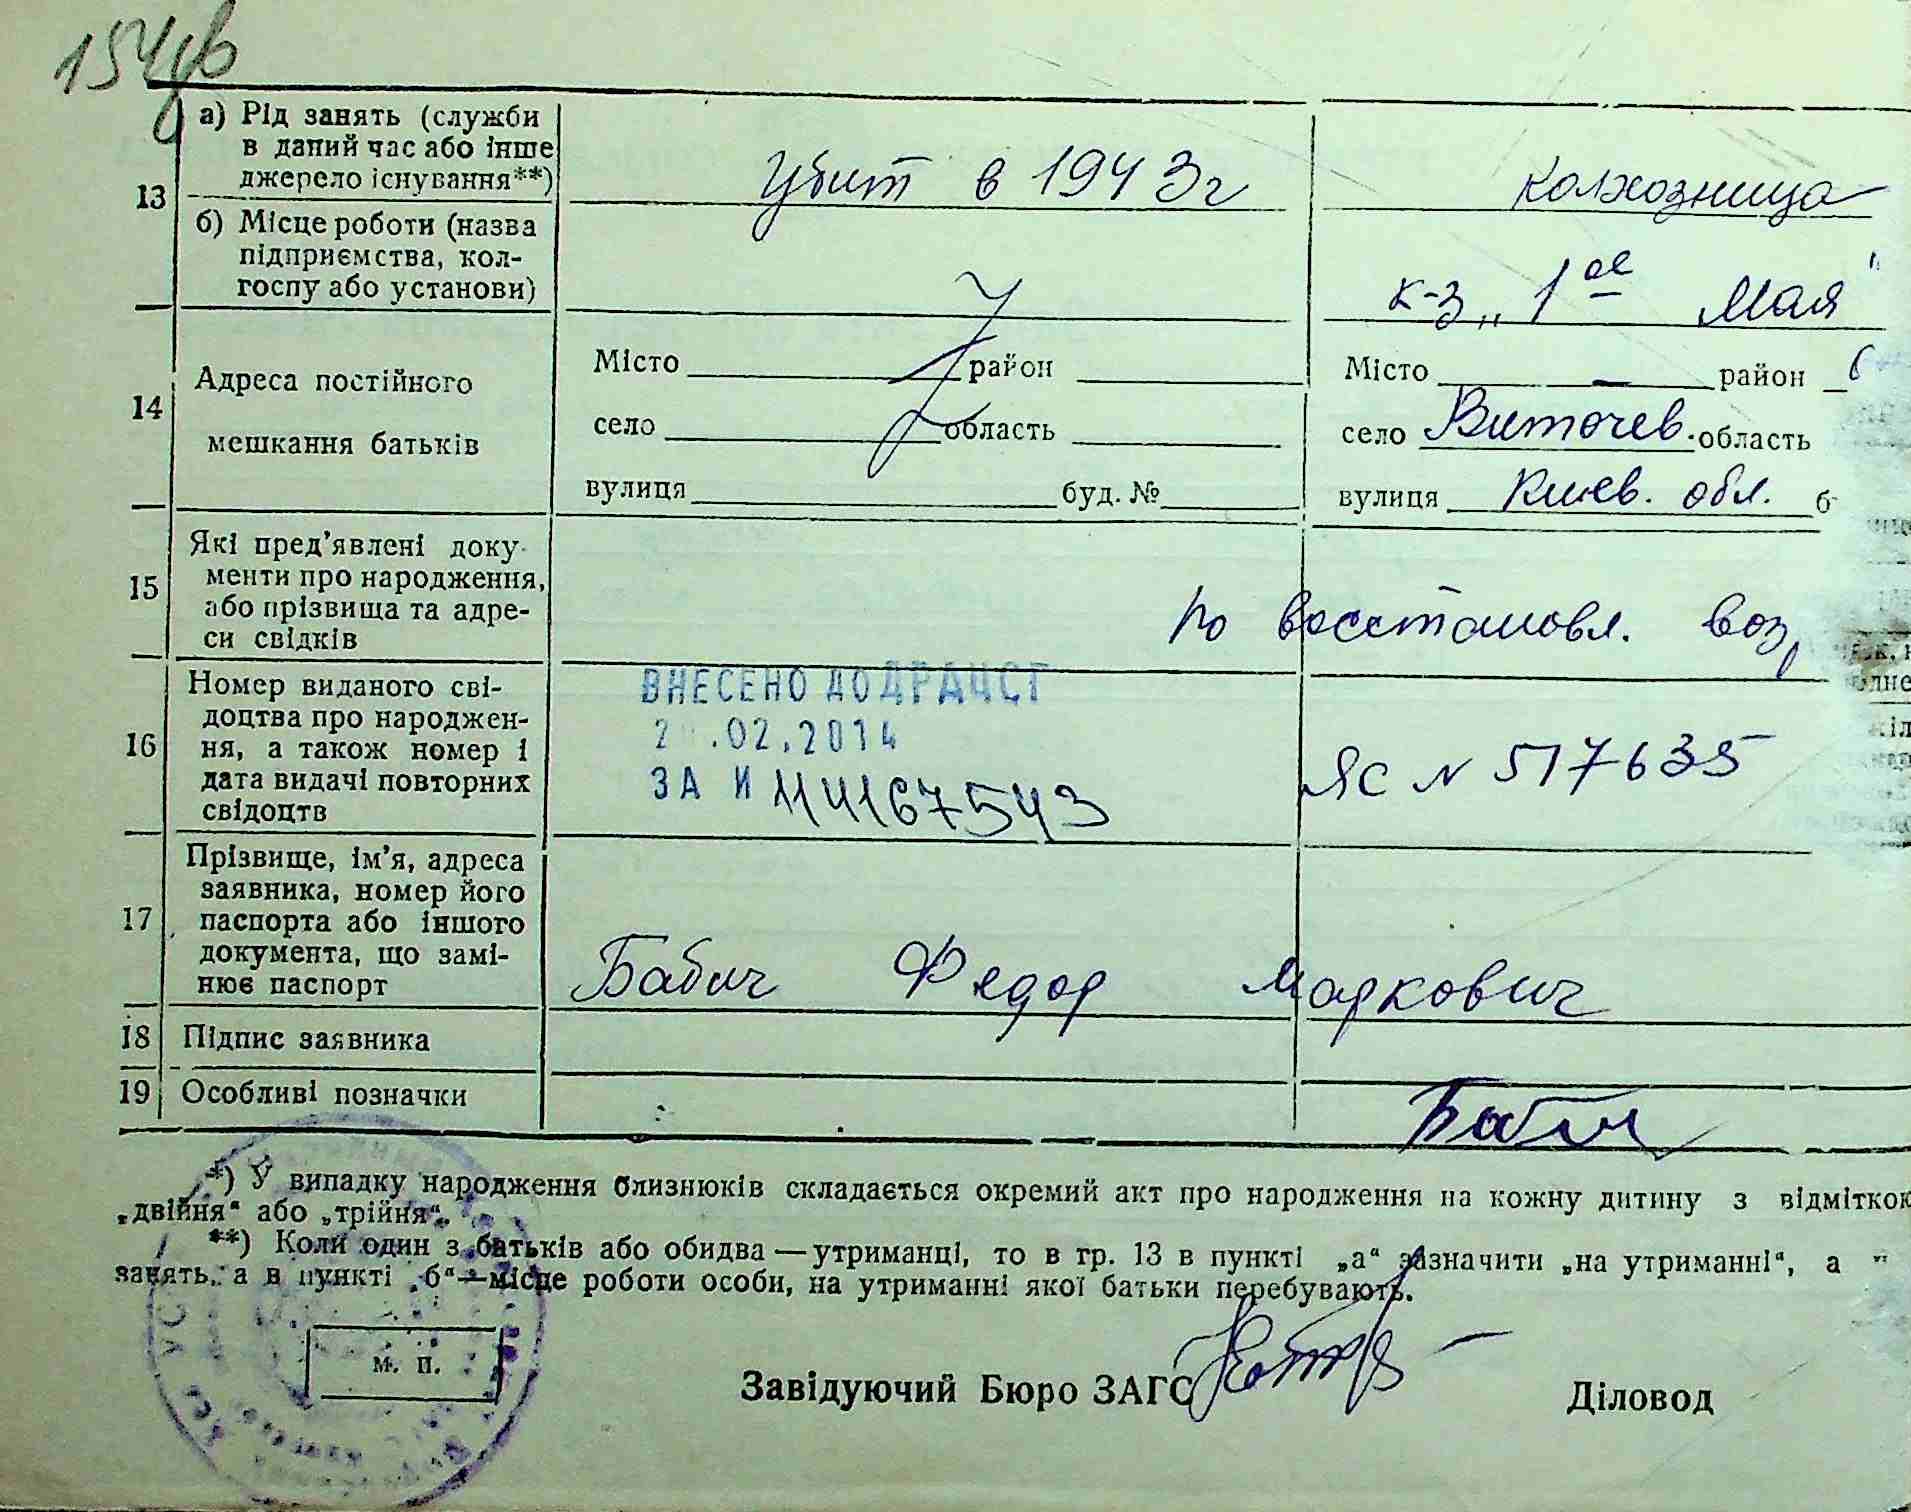 154
13
а) Рід занять (служби
в даний час або інше
джерело існування**)
Убит в 1943 г
колхозница
б) Місце роботи (назва
підприємства, кол-
госпу або установи)
к-з „1ое Мая"
14
Адреса постійного
мешкання батьків
Місто район
село область
вулиця буд. №
Місто — район
село Витачев. область
вулиця Киев. обл. б
15
Які пред'явлені доку-
менти про народження,
або прізвища та адре-
си свідків
по восстановл. воз
16
Номер виданого сві-
доцтва про народжен-
ня, а також номер і
дата видачі повторних
свідоцтв
ВНЕСЕНО ДО ДРАЦСГ
.02.2014
ЗА N 114167543
ЯС N 517635
17
Прізвище, ім'я, адреса
заявника, номер його
паспорта або іншого
документа, що замі-
нює паспорт
Бабич Федор Маркович
18 Підпис заявника
19 Особливі позначки
Бабич
*) У випадку народження близнюків складається окремий акт про народження на кожну дитину з відміткою
„двійня“ або „трійня“.
**) Коли один з батьків або обидва — утриманці, то в гр. 13 в пункті „а“ зазначити „на утриманні“, а
занять, а в пункті „б“ — місце роботи особи, на утриманні якої батьки перебувають.
М. П.
Завідуючий Бюро ЗАГС
Діловод